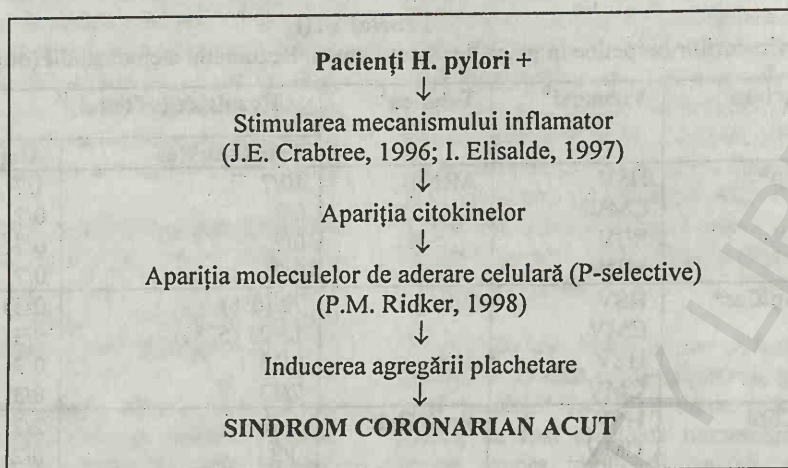 Pacienți H. pylori +
↓
Stimularea mecanismului inflamator
(J.E. Crabtree, 1996; I. Elisalde, 1997)
↓
Apariția citokinelor
↓
Apariția moleculelor de aderare celulară (P-selective)
(P.M. Ridker, 1998)
↓
Inducerea agregării plachetare
↓
SINDROM CORONARIAN ACUT